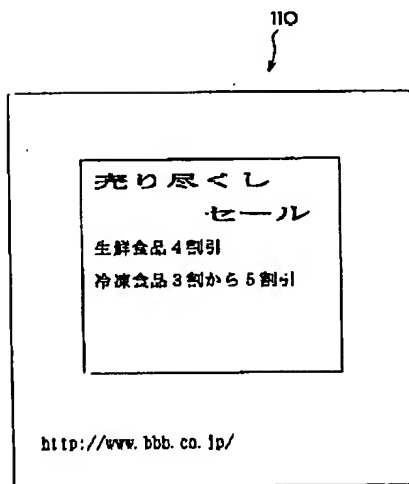 110
売り尽くし
セール
生鮮食品4割引
冷凍食品3割から5割引
http://www.bbb.co.jp/